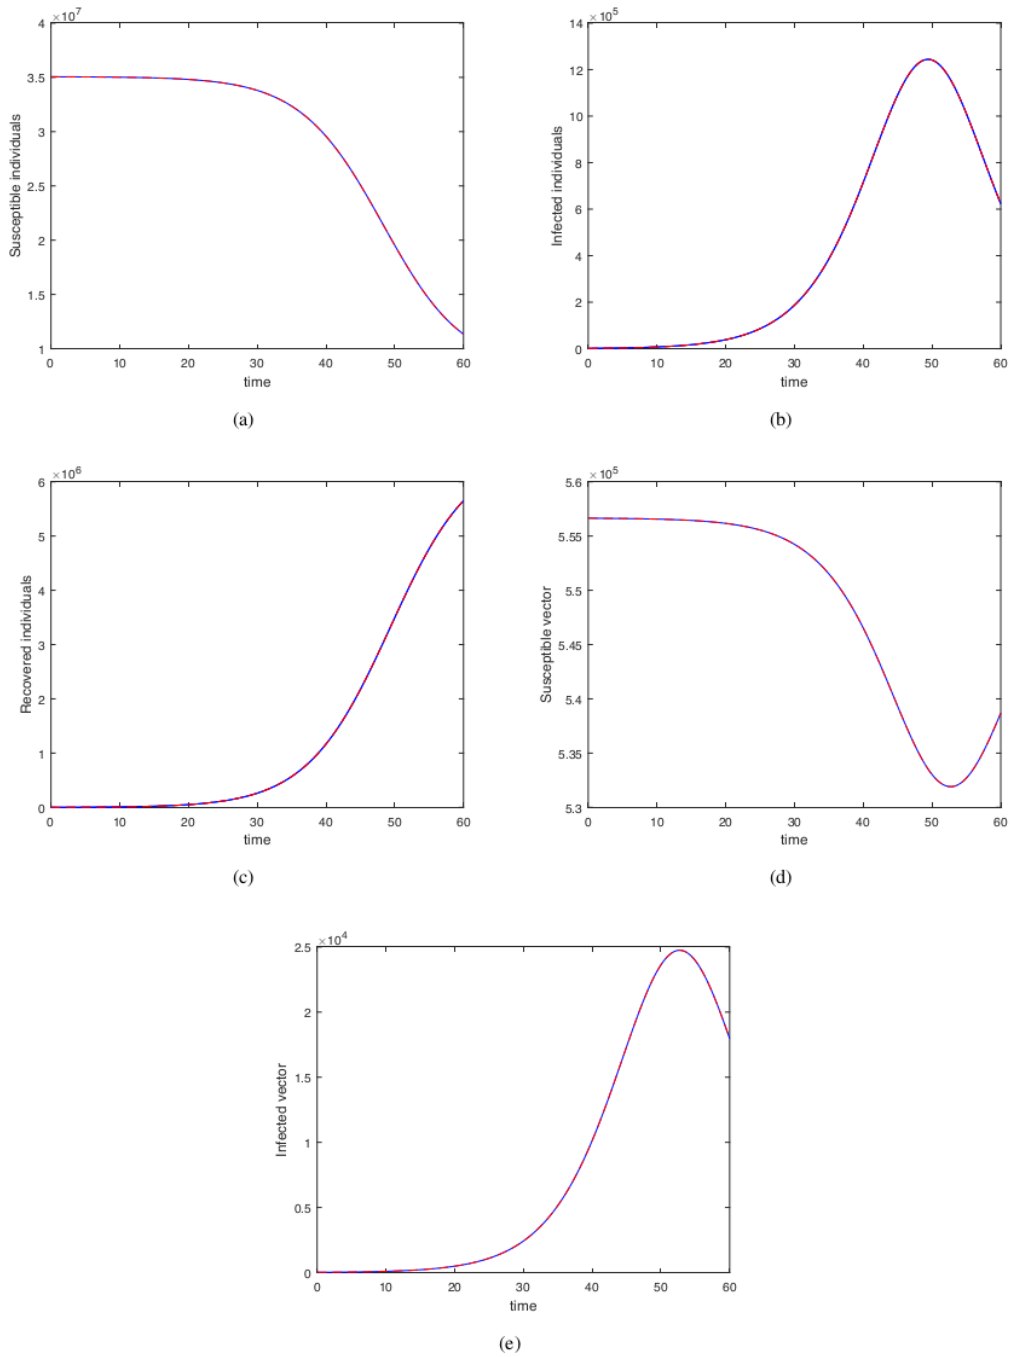 ×10^7
4
3.5
3
2.5
2
1.5
1
0 10 20 30 40 50 60
time
Susceptible individuals
(a)
×10^5
14
12
10
8
6
4
2
0
0 10 20 30 40 50 60
time
Infected individuals
(b)
×10^6
6
5
4
3
2
1
0
0 10 20 30 40 50 60
time
Recovered individuals
(c)
×10^5
5.6
5.55
5.5
5.45
5.4
5.35
5.3
0 10 20 30 40 50 60
time
Susceptible vector
(d)
×10^4
2.5
2
1.5
1
0.5
0
0 10 20 30 40 50 60
time
Infected vector
(e)